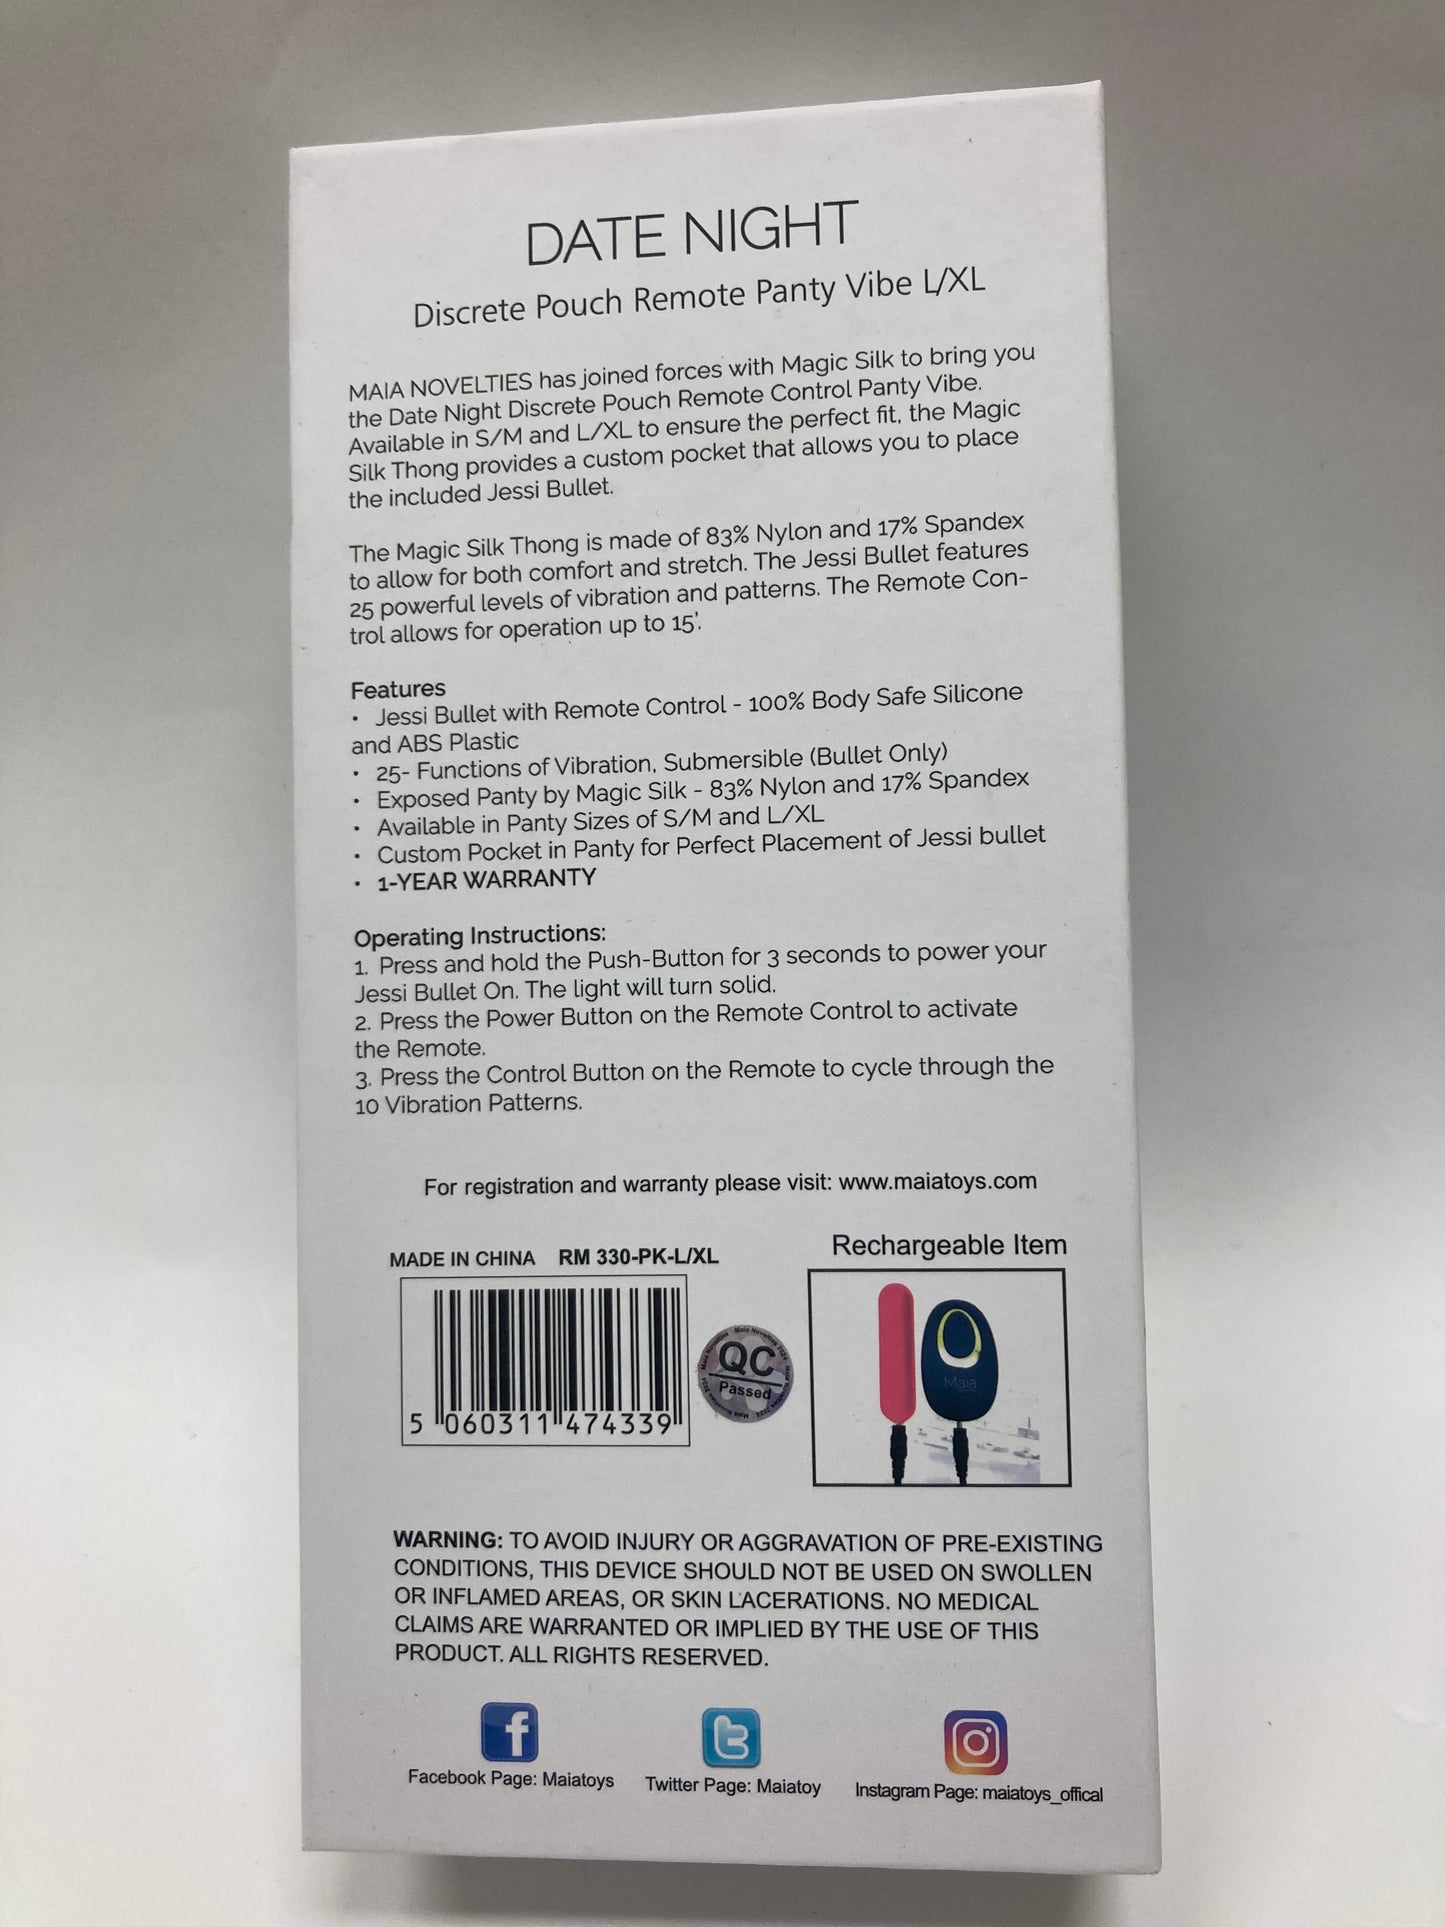 DATE NIGHT
Discrete Pouch Remote Panty Vibe L/XL
MAIA NOVELTIES has joined forces with Magic Silk to bring you
the Date Night Discrete Pouch Remote Control Panty Vibe.
Available in S/M and L/XL to ensure the perfect fit, the Magic
Silk Thong provides a custom pocket that allows you to place
the included Jessi Bullet.
The Magic Silk Thong is made of 83% Nylon and 17% Spandex
to allow for both comfort and stretch. The Jessi Bullet features
25 powerful levels of vibration and patterns. The Remote Con-
trol allows for operation up to 15'.
Features
• Jessi Bullet with Remote Control - 100% Body Safe Silicone
and ABS Plastic
• 25- Functions of Vibration, Submersible (Bullet Only)
• Exposed Panty by Magic Silk - 83% Nylon and 17% Spandex
• Available in Panty Sizes of S/M and L/XL
• Custom Pocket in Panty for Perfect Placement of Jessi bullet
• 1-YEAR WARRANTY
Operating Instructions:
1. Press and hold the Push-Button for 3 seconds to power your
Jessi Bullet On. The light will turn solid.
2. Press the Power Button on the Remote Control to activate
the Remote.
3. Press the Control Button on the Remote to cycle through the
10 Vibration Patterns.
For registration and warranty please visit: www.maiatoys.com
MADE IN CHINA RM 330-PK-L/XL
Rechargeable Item
Maia
Maia Novelties 2024 Maia Novelties 2024
QC
Passed
5 060311 474339
WARNING: TO AVOID INJURY OR AGGRAVATION OF PRE-EXISTING
CONDITIONS, THIS DEVICE SHOULD NOT BE USED ON SWOLLEN
OR INFLAMED AREAS, OR SKIN LACERATIONS. NO MEDICAL
CLAIMS ARE WARRANTED OR IMPLIED BY THE USE OF THIS
PRODUCT. ALL RIGHTS RESERVED.
Facebook Page: Maiatoys
Twitter Page: Maiatoy
Instagram Page: maiatoys_offical